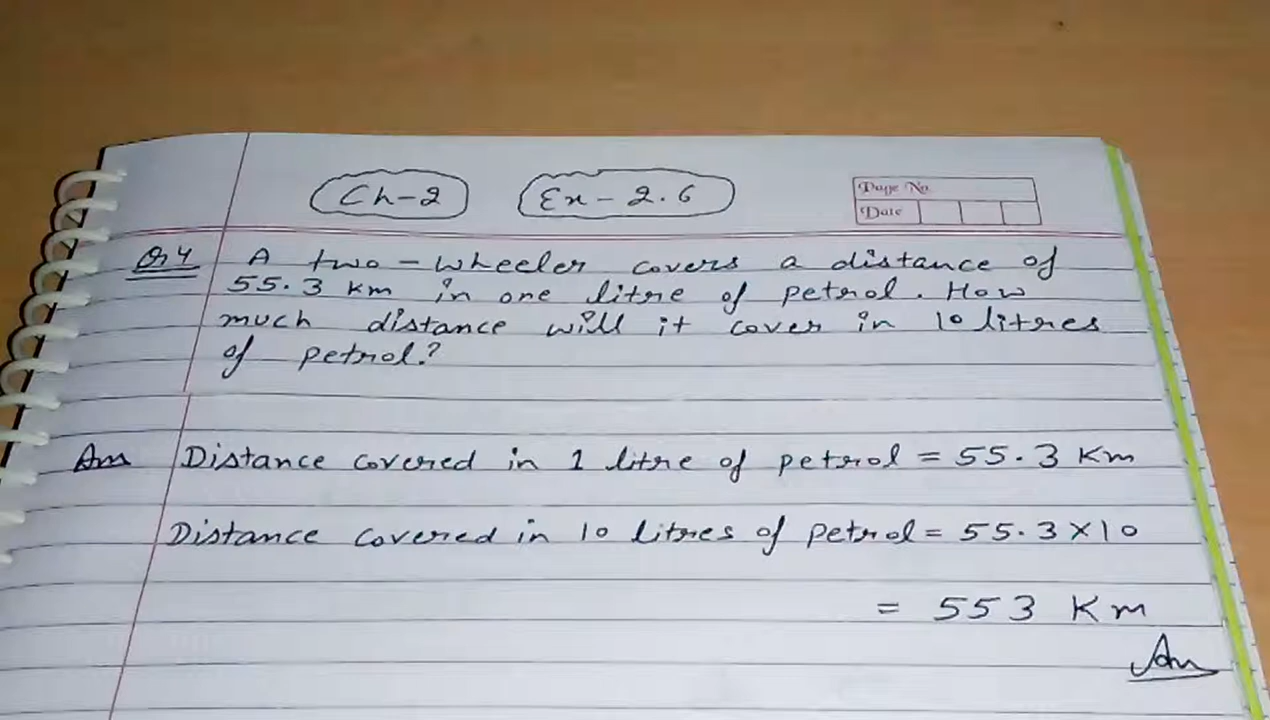 Ch-2 Ex-2.6
Page No.
Date
Q4 A two-wheeler covers a distance of
55.3 km in one litre of petrol. How
much distance will it cover in 10 litres
of petrol?
Ans Distance covered in 1 litre of petrol = 55.3 Km
Distance covered in 10 litres of petrol = 55.3 × 10
= 553 Km
Ans